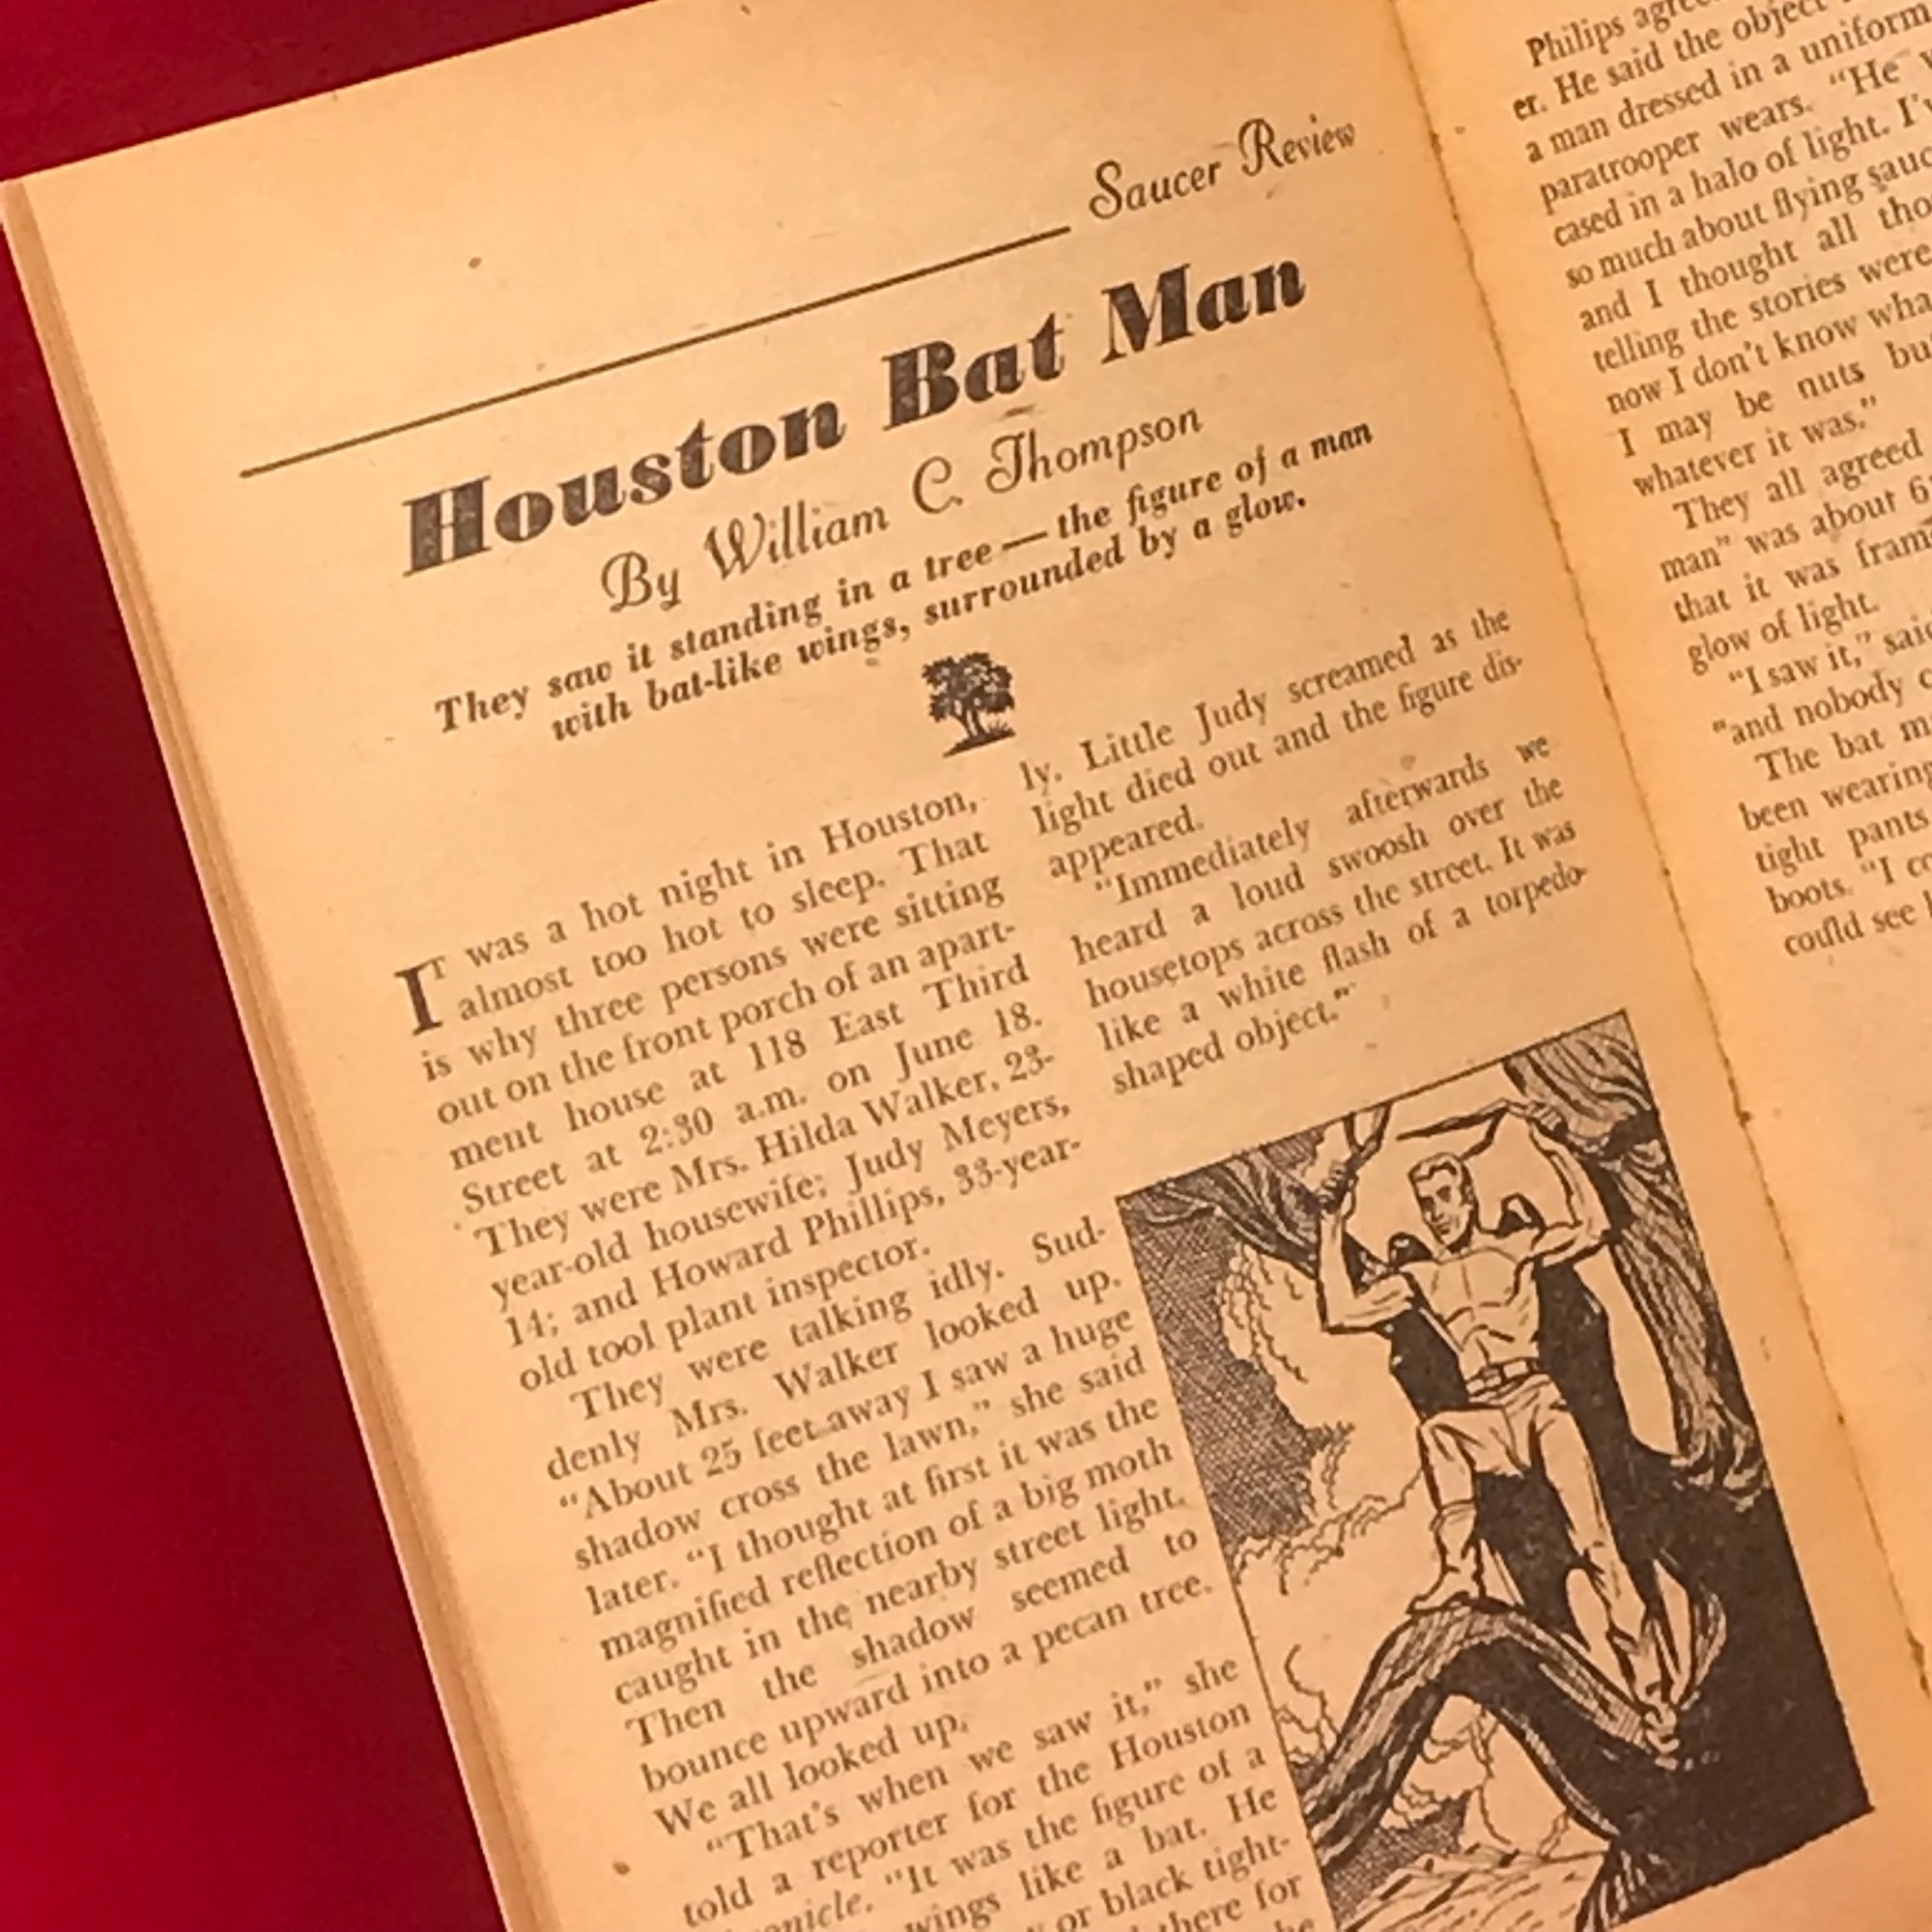 Saucer Review
Houston Bat Man
By William C. Thompson
They saw it standing in a tree — the figure of a man
with bat-like wings, surrounded by a glow.
IT was a hot night in Houston,
almost too hot to sleep. That
is why three persons were sitting
out on the front porch of an apart-
ment house at 118 East Third
Street at 2:30 a.m. on June 18.
They were Mrs. Hilda Walker, 23-
year-old housewife; Judy Meyers,
14; and Howard Phillips, 33-year-
old tool plant inspector.
They were talking idly. Sud-
denly Mrs. Walker looked up.
"About 25 feet away I saw a huge
shadow cross the lawn," she said
later. "I thought at first it was the
magnified reflection of a big moth
caught in the nearby street light.
Then the shadow seemed to
bounce upward into a pecan tree.
We all looked up.
"That's when we saw it," she
told a reporter for the Houston
"It was the figure of a
wings like a bat. He
or black tight-
there for
ly. Little Judy screamed as the
light died out and the figure dis-
appeared.
"Immediately afterwards we
heard a loud swoosh over the
housetops across the street. It was
like a white flash of a torpedo-
shaped object."
Philips
er. He said the object
a man dressed in a uniform
paratrooper wears. "He
cased in a halo of light.
so much about flying
and I thought all
telling the stories were
now I don't know
I may be nuts
whatever it was."
They all agreed
man" was about
that it was
glow of light.
"I saw it,"
"and nobody
The bat
been wearing
tight pants
boots. "I
could see